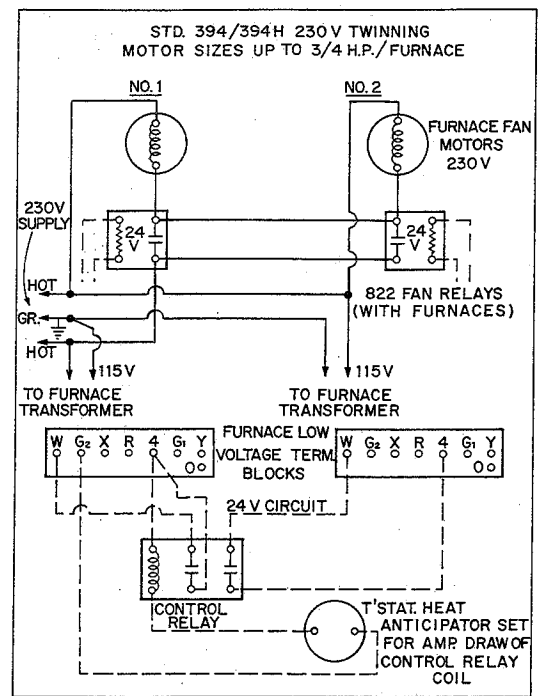 STD. 394/394H 230V TWINNING
MOTOR SIZES UP TO 3/4 H.P./FURNACE
NO. 1
NO. 2
FURNACE FAN
MOTORS
230 V
230V
SUPPLY
24
V
24
V
HOT
GR.
HOT
822 FAN RELAYS
(WITH FURNACES)
115V
115V
TO FURNACE
TRANSFORMER
TO FURNACE
TRANSFORMER
W G2 X R 4 G1 Y
O
FURNACE LOW
VOLTAGE TERM.
BLOCKS
W G2 X R 4 G1 Y
O
24V CIRCUIT
CONTROL
RELAY
T'STAT. HEAT
ANTICIPATOR SET
FOR AMP. DRAW OF
CONTROL RELAY
COIL